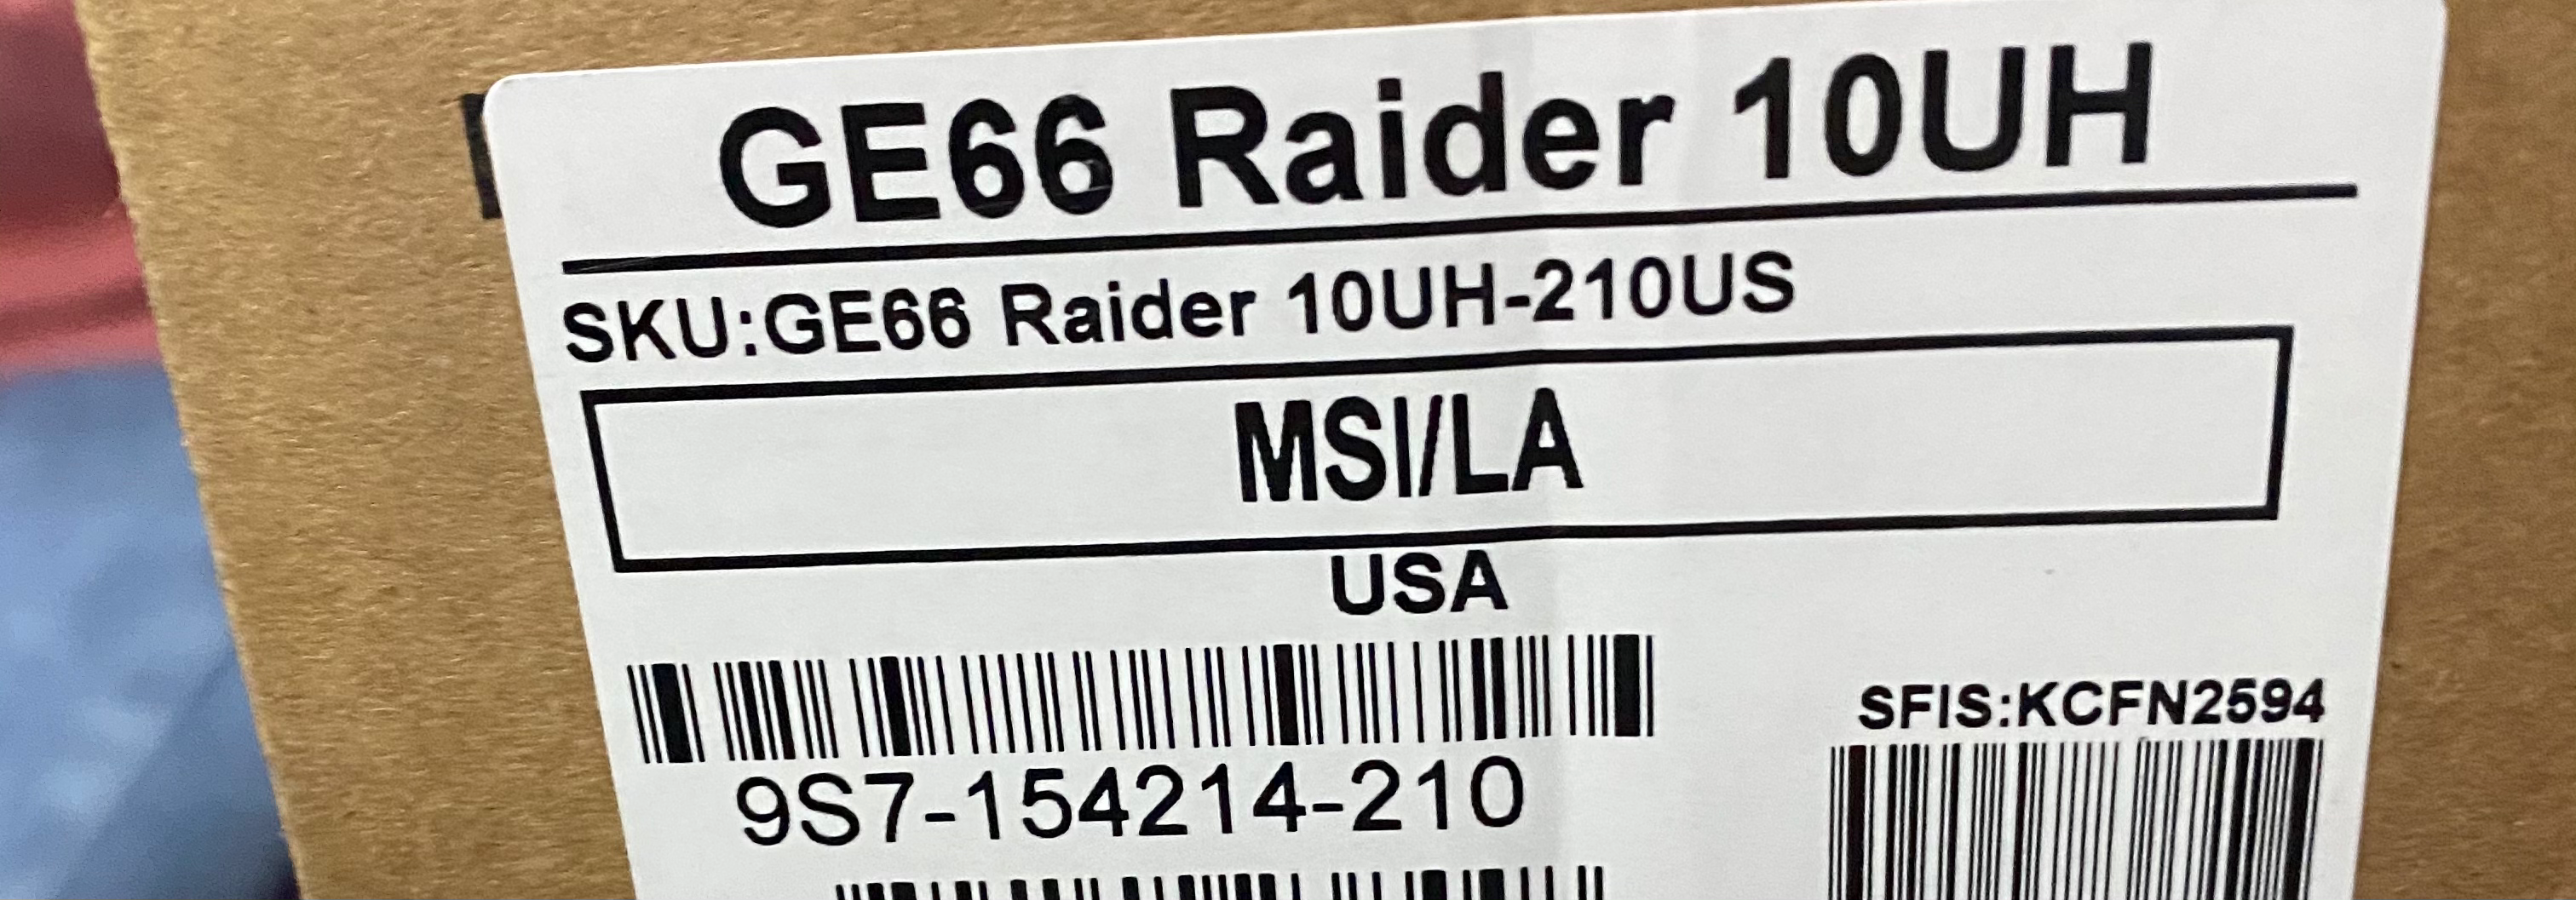 GE66 Raider 10UH
SKU:GE66 Raider 10UH-210US
MSI/LA
USA
SFIS:KCFN2594
9S7-154214-210